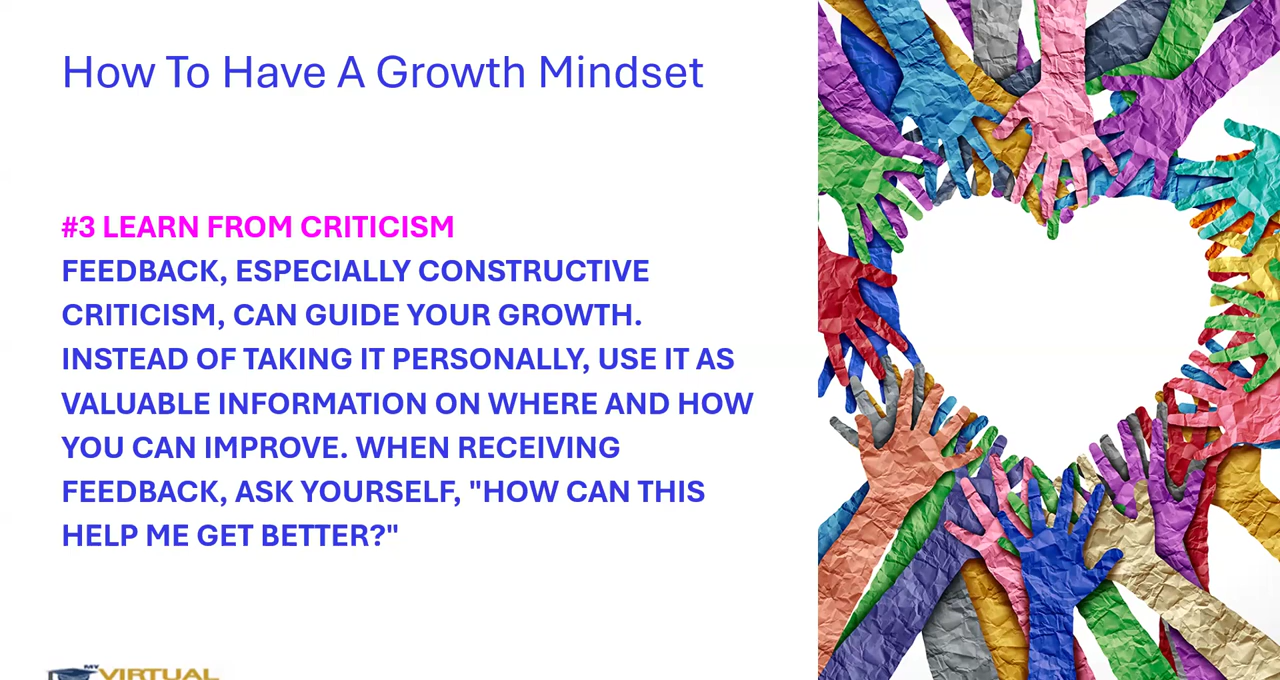 How To Have A Growth Mindset
#3 LEARN FROM CRITICISM
FEEDBACK, ESPECIALLY CONSTRUCTIVE
CRITICISM, CAN GUIDE YOUR GROWTH.
INSTEAD OF TAKING IT PERSONALLY, USE IT AS
VALUABLE INFORMATION ON WHERE AND HOW
YOU CAN IMPROVE. WHEN RECEIVING
FEEDBACK, ASK YOURSELF, "HOW CAN THIS
HELP ME GET BETTER?"
MY
VIRTUAL